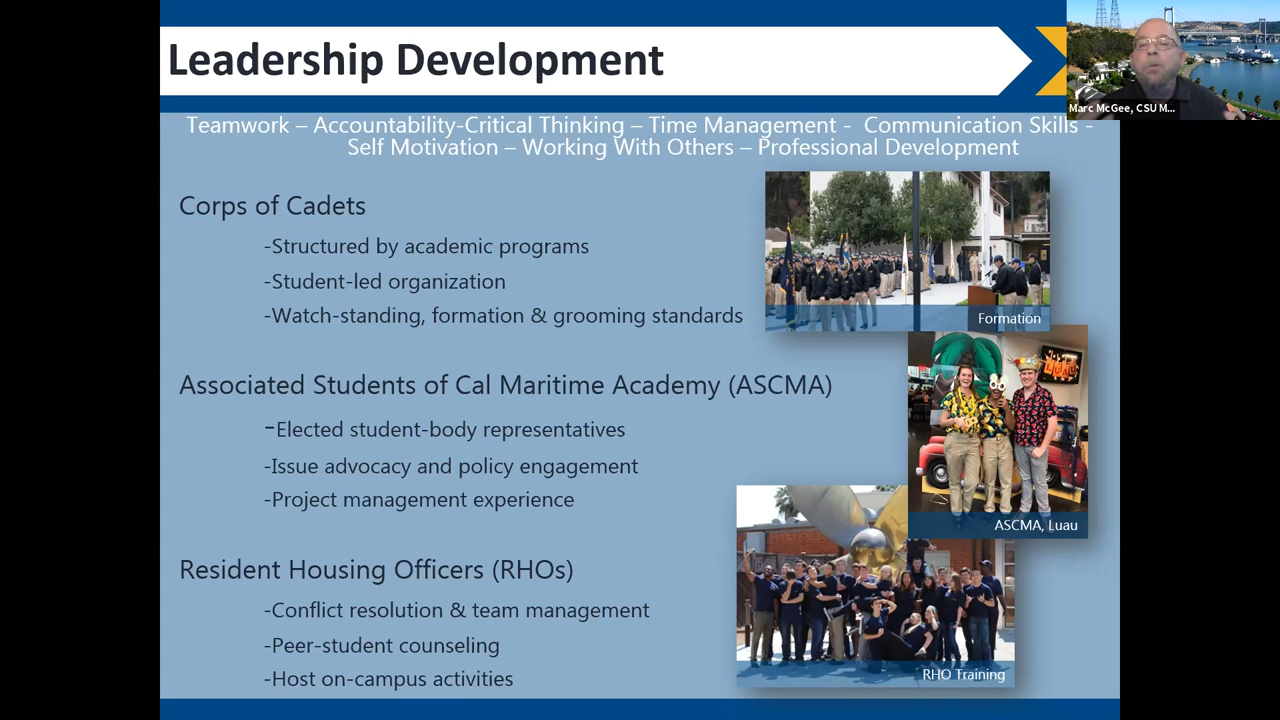 Leadership Development
Marc McGee, CSU M...
Teamwork – Accountability-Critical Thinking – Time Management - Communication Skills -
Self Motivation – Working With Others – Professional Development
Corps of Cadets
-Structured by academic programs
-Student-led organization
-Watch-standing, formation & grooming standards
Formation
Associated Students of Cal Maritime Academy (ASCMA)
-Elected student-body representatives
-Issue advocacy and policy engagement
-Project management experience
ASCMA, Luau
Resident Housing Officers (RHOs)
-Conflict resolution & team management
-Peer-student counseling
-Host on-campus activities
RHO Training